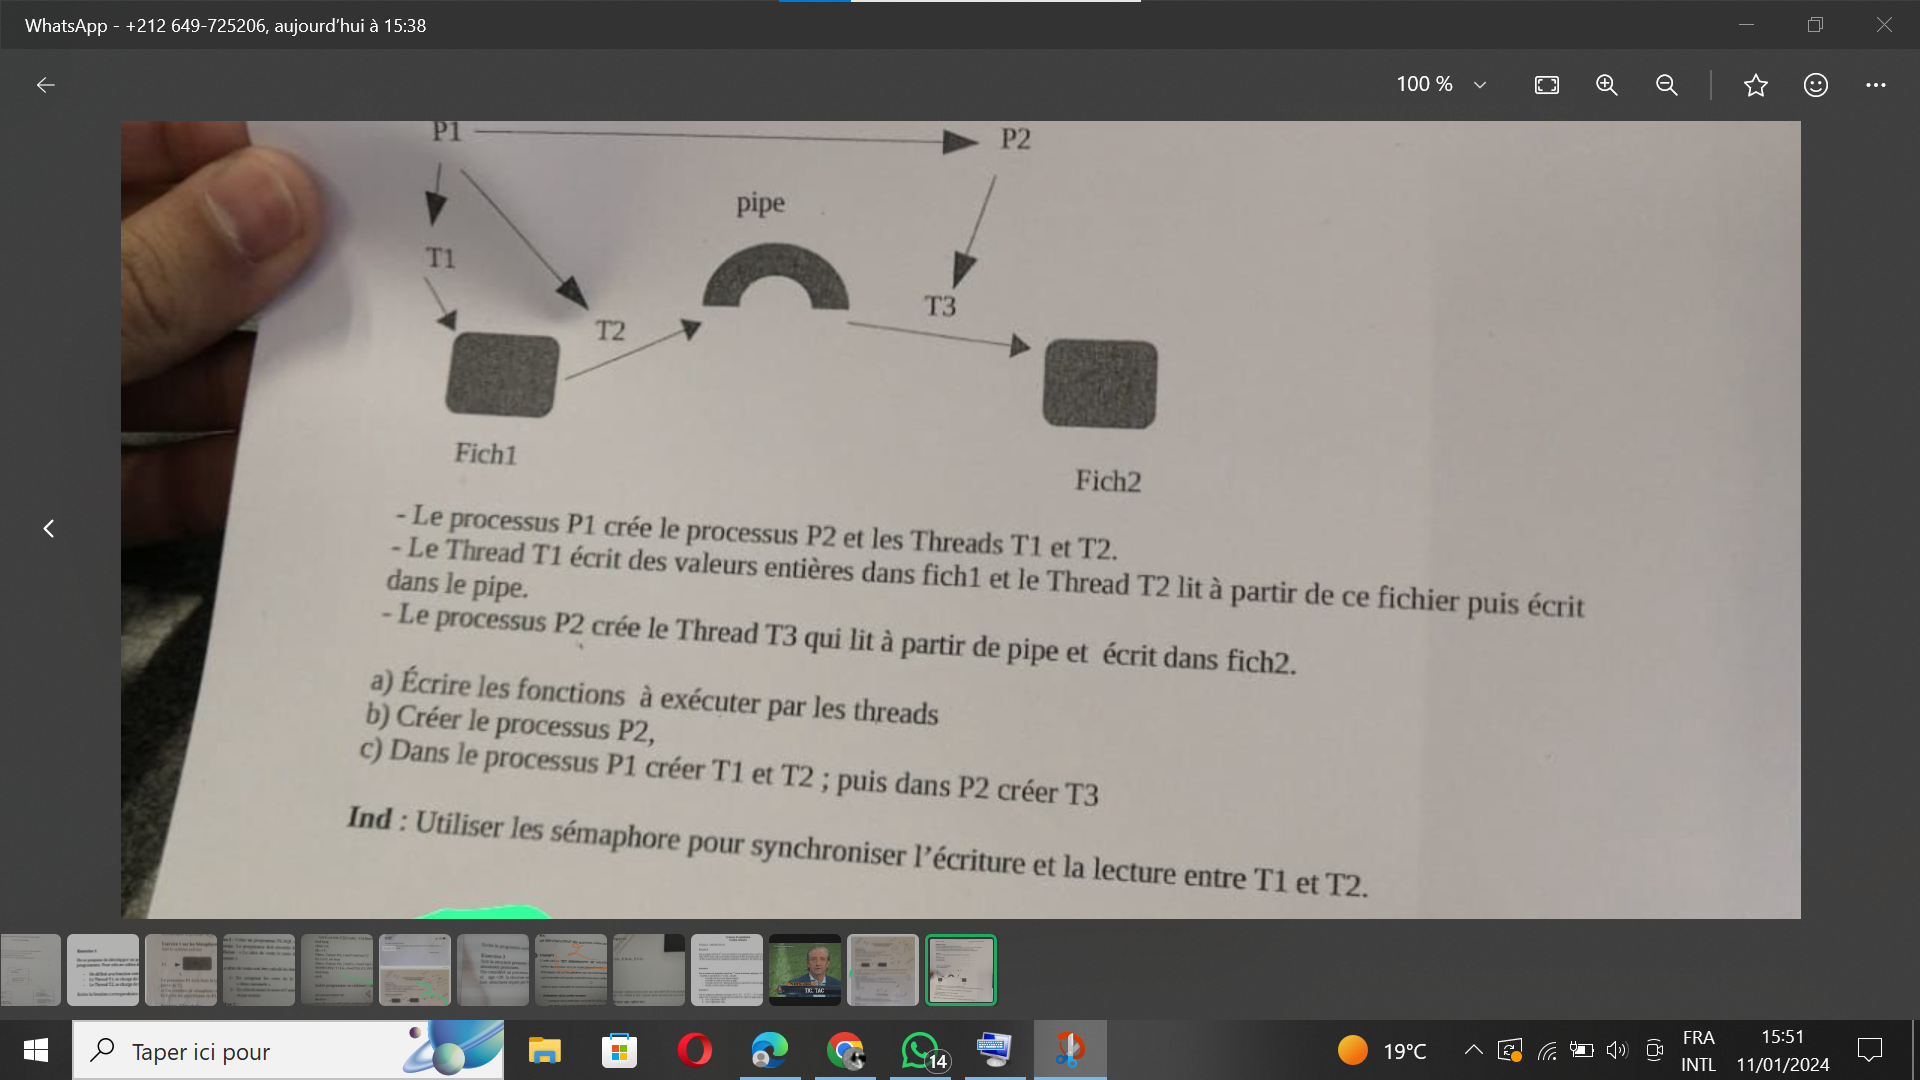 WhatsApp - +212 649-725206, aujourd'hui à 15:38
100 %
P1
P2
pipe
T1
T3
T2
Fich1
Fich2
- Le processus P1 crée le processus P2 et les Threads T1 et T2.
- Le Thread T1 écrit des valeurs entières dans fich1 et le Thread T2 lit à partir de ce fichier puis écrit
dans le pipe.
- Le processus P2 crée le Thread T3 qui lit à partir de pipe et écrit dans fich2.
a) Écrire les fonctions à exécuter par les threads
b) Créer le processus P2,
c) Dans le processus P1 créer T1 et T2 ; puis dans P2 créer T3
Ind : Utiliser les sémaphore pour synchroniser l'écriture et la lecture entre T1 et T2.
TIC, TAC
Taper ici pour
14
19°C
FRA
INTL
15:51
11/01/2024